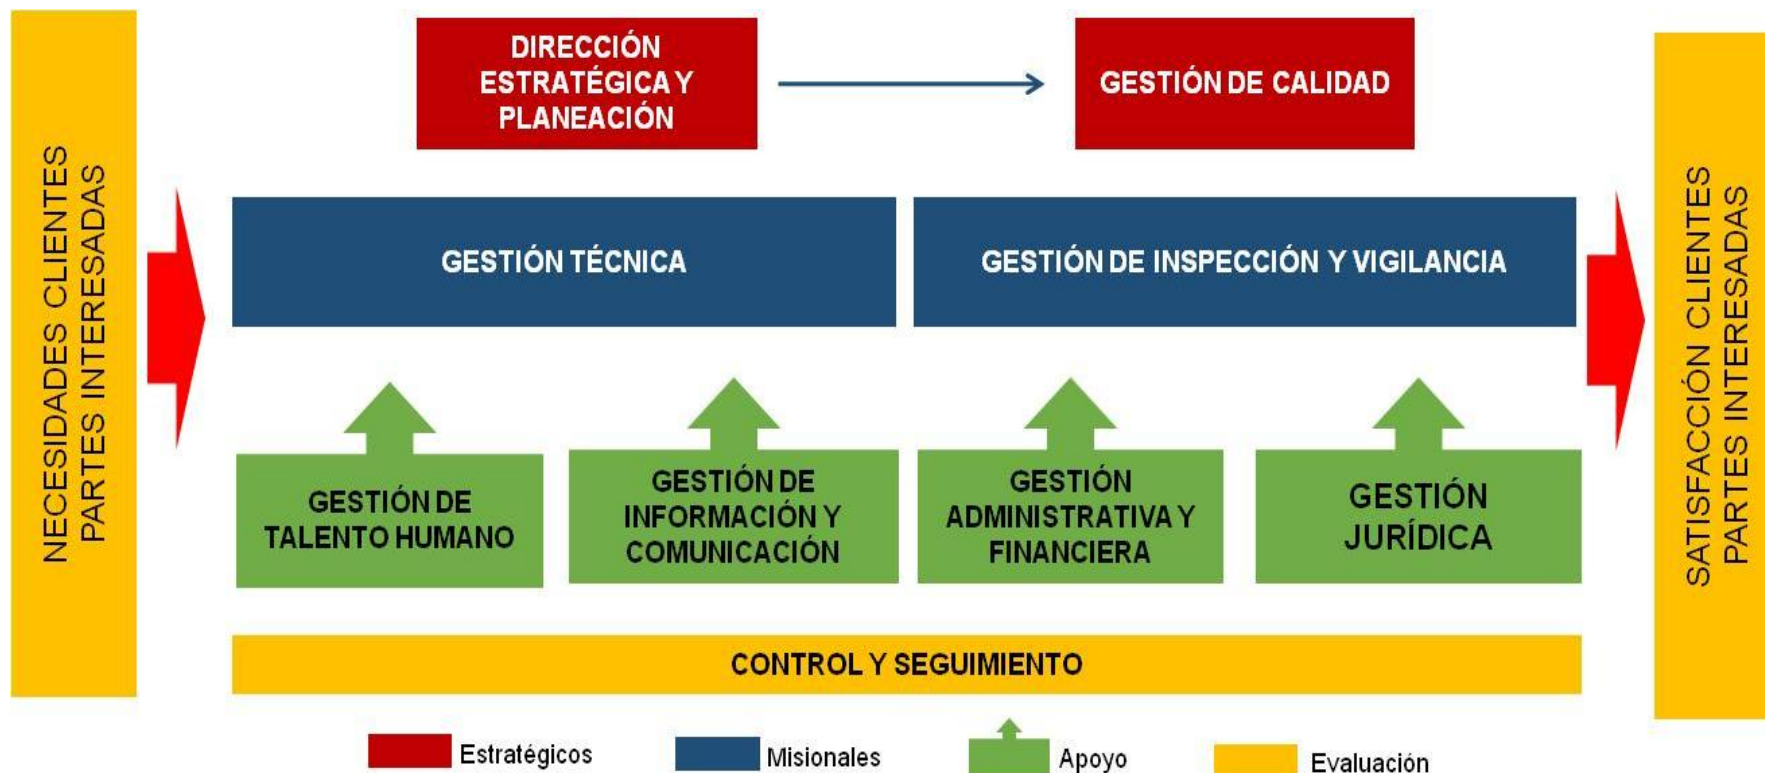 NECESIDADES CLIENTES
PARTES INTERESADAS
DIRECCIÓN
ESTRATÉGICA Y
PLANEACIÓN
GESTIÓN DE CALIDAD
GESTIÓN TÉCNICA
GESTIÓN DE INSPECCIÓN Y VIGILANCIA
GESTIÓN DE
TALENTO HUMANO
GESTIÓN DE
INFORMACIÓN Y
COMUNICACIÓN
GESTIÓN
ADMINISTRATIVA Y
FINANCIERA
GESTIÓN
JURÍDICA
CONTROL Y SEGUIMIENTO
SATISFACCIÓN CLIENTES
PARTES INTERESADAS
Estratégicos
Misionales
Apoyo
Evaluación